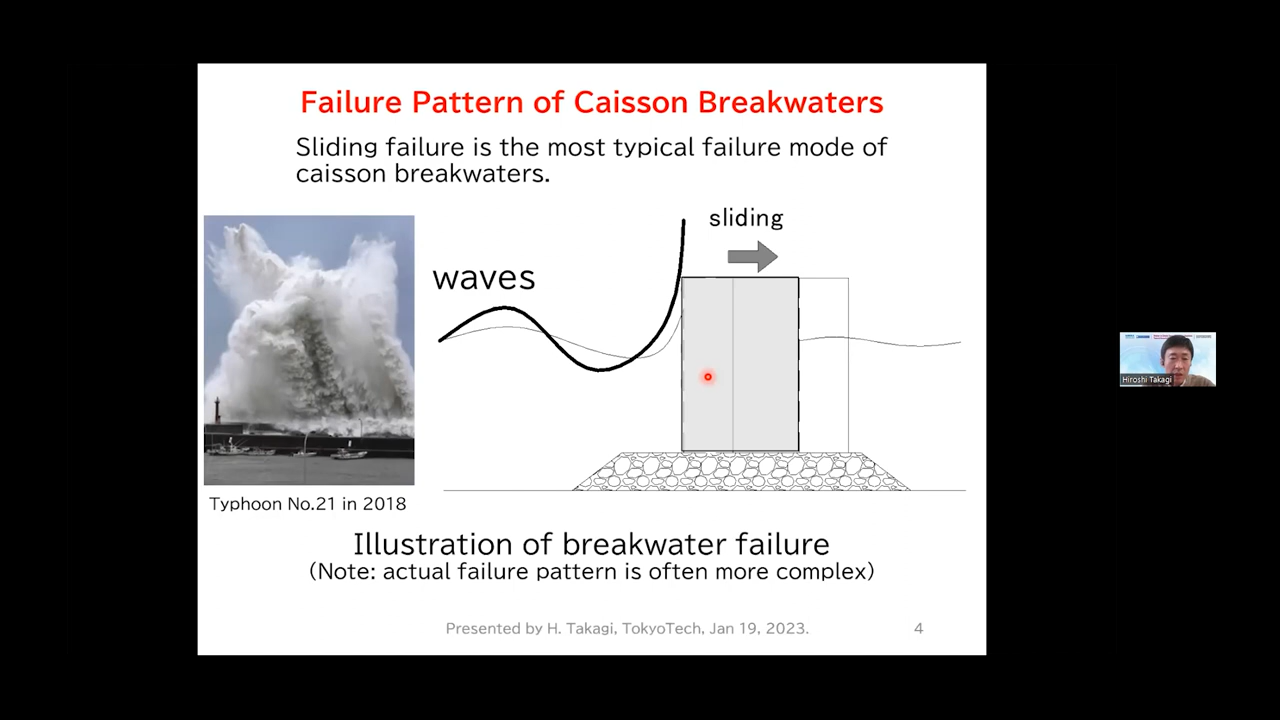 Failure Pattern of Caisson Breakwaters
Sliding failure is the most typical failure mode of
caisson breakwaters.
sliding
waves
Typhoon No.21 in 2018
Illustration of breakwater failure
(Note: actual failure pattern is often more complex)
Presented by H. Takagi, TokyoTech, Jan 19, 2023.
4
Hiroshi Takagi